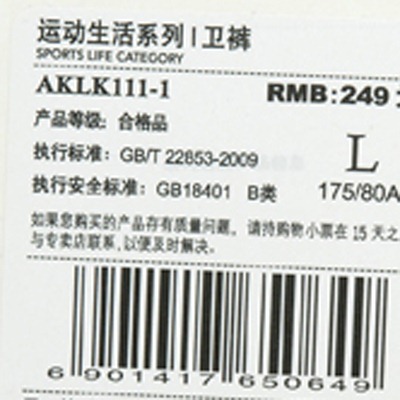 运动生活系列 | 卫裤
SPORTS LIFE CATEGORY
AKLK111-1
RMB:249
产品等级: 合格品
执行标准: GB/T 22853-2009
L
执行安全标准: GB18401 B类
175/80A
如果您购买的产品存有质量问题, 请持购物小票在 15 天之
与专卖店联系,以便及时解决。
6 901417 650649